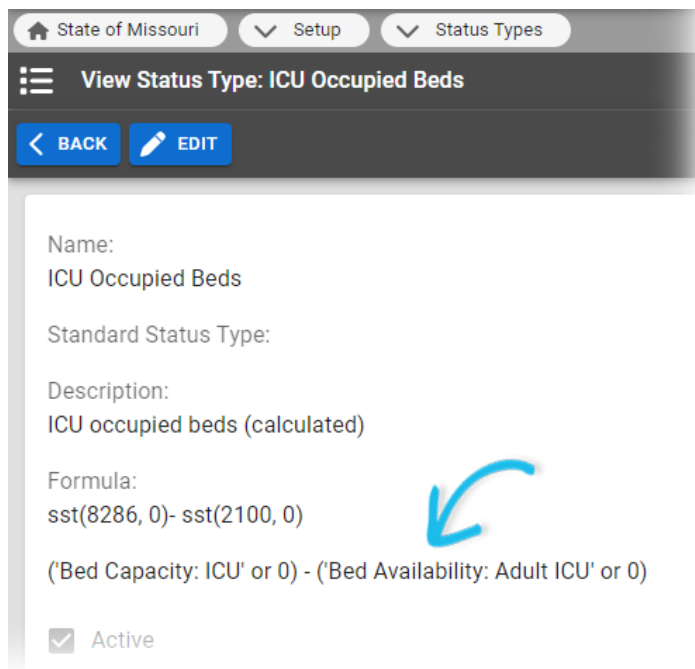 State of Missouri Setup Status Types
View Status Type: ICU Occupied Beds
BACK EDIT
Name:
ICU Occupied Beds
Standard Status Type:
Description:
ICU occupied beds (calculated)
Formula:
sst(8286, 0)- sst(2100, 0)
('Bed Capacity: ICU' or 0) - ('Bed Availability: Adult ICU' or 0)
Active